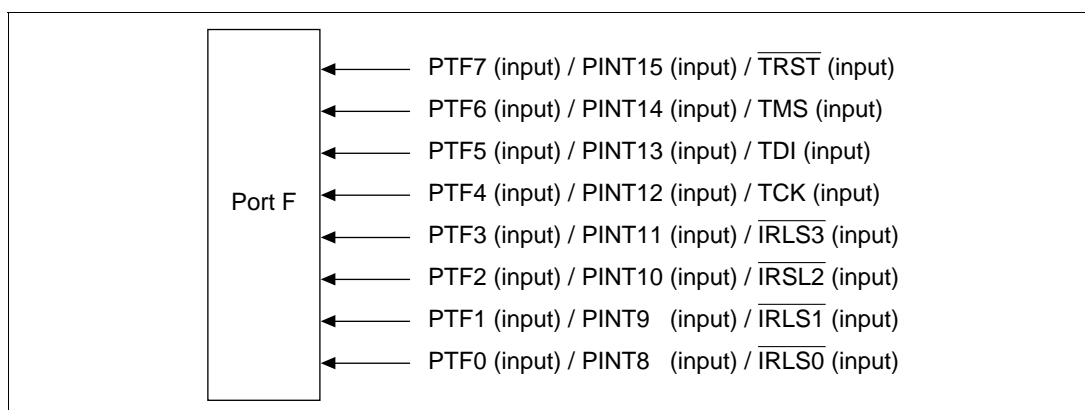 Port F
PTF7 (input) / PINT15 (input) / TRST (input)
PTF6 (input) / PINT14 (input) / TMS (input)
PTF5 (input) / PINT13 (input) / TDI (input)
PTF4 (input) / PINT12 (input) / TCK (input)
PTF3 (input) / PINT11 (input) / IRLS3 (input)
PTF2 (input) / PINT10 (input) / IRSL2 (input)
PTF1 (input) / PINT9 (input) / IRLS1 (input)
PTF0 (input) / PINT8 (input) / IRLS0 (input)